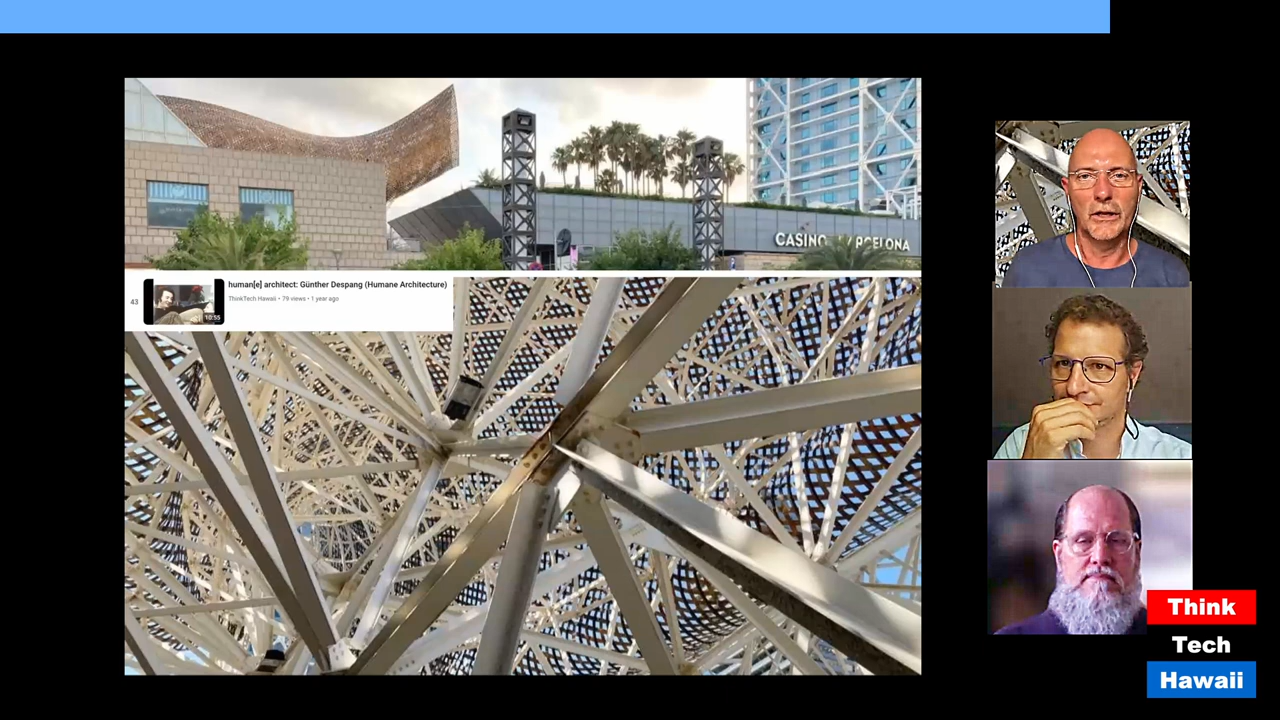 CASINO BARCELONA
43
10:55
human[e] architect: Günther Despang (Humane Architecture)
ThinkTech Hawaii • 79 views • 1 year ago
Think
Tech
Hawaii